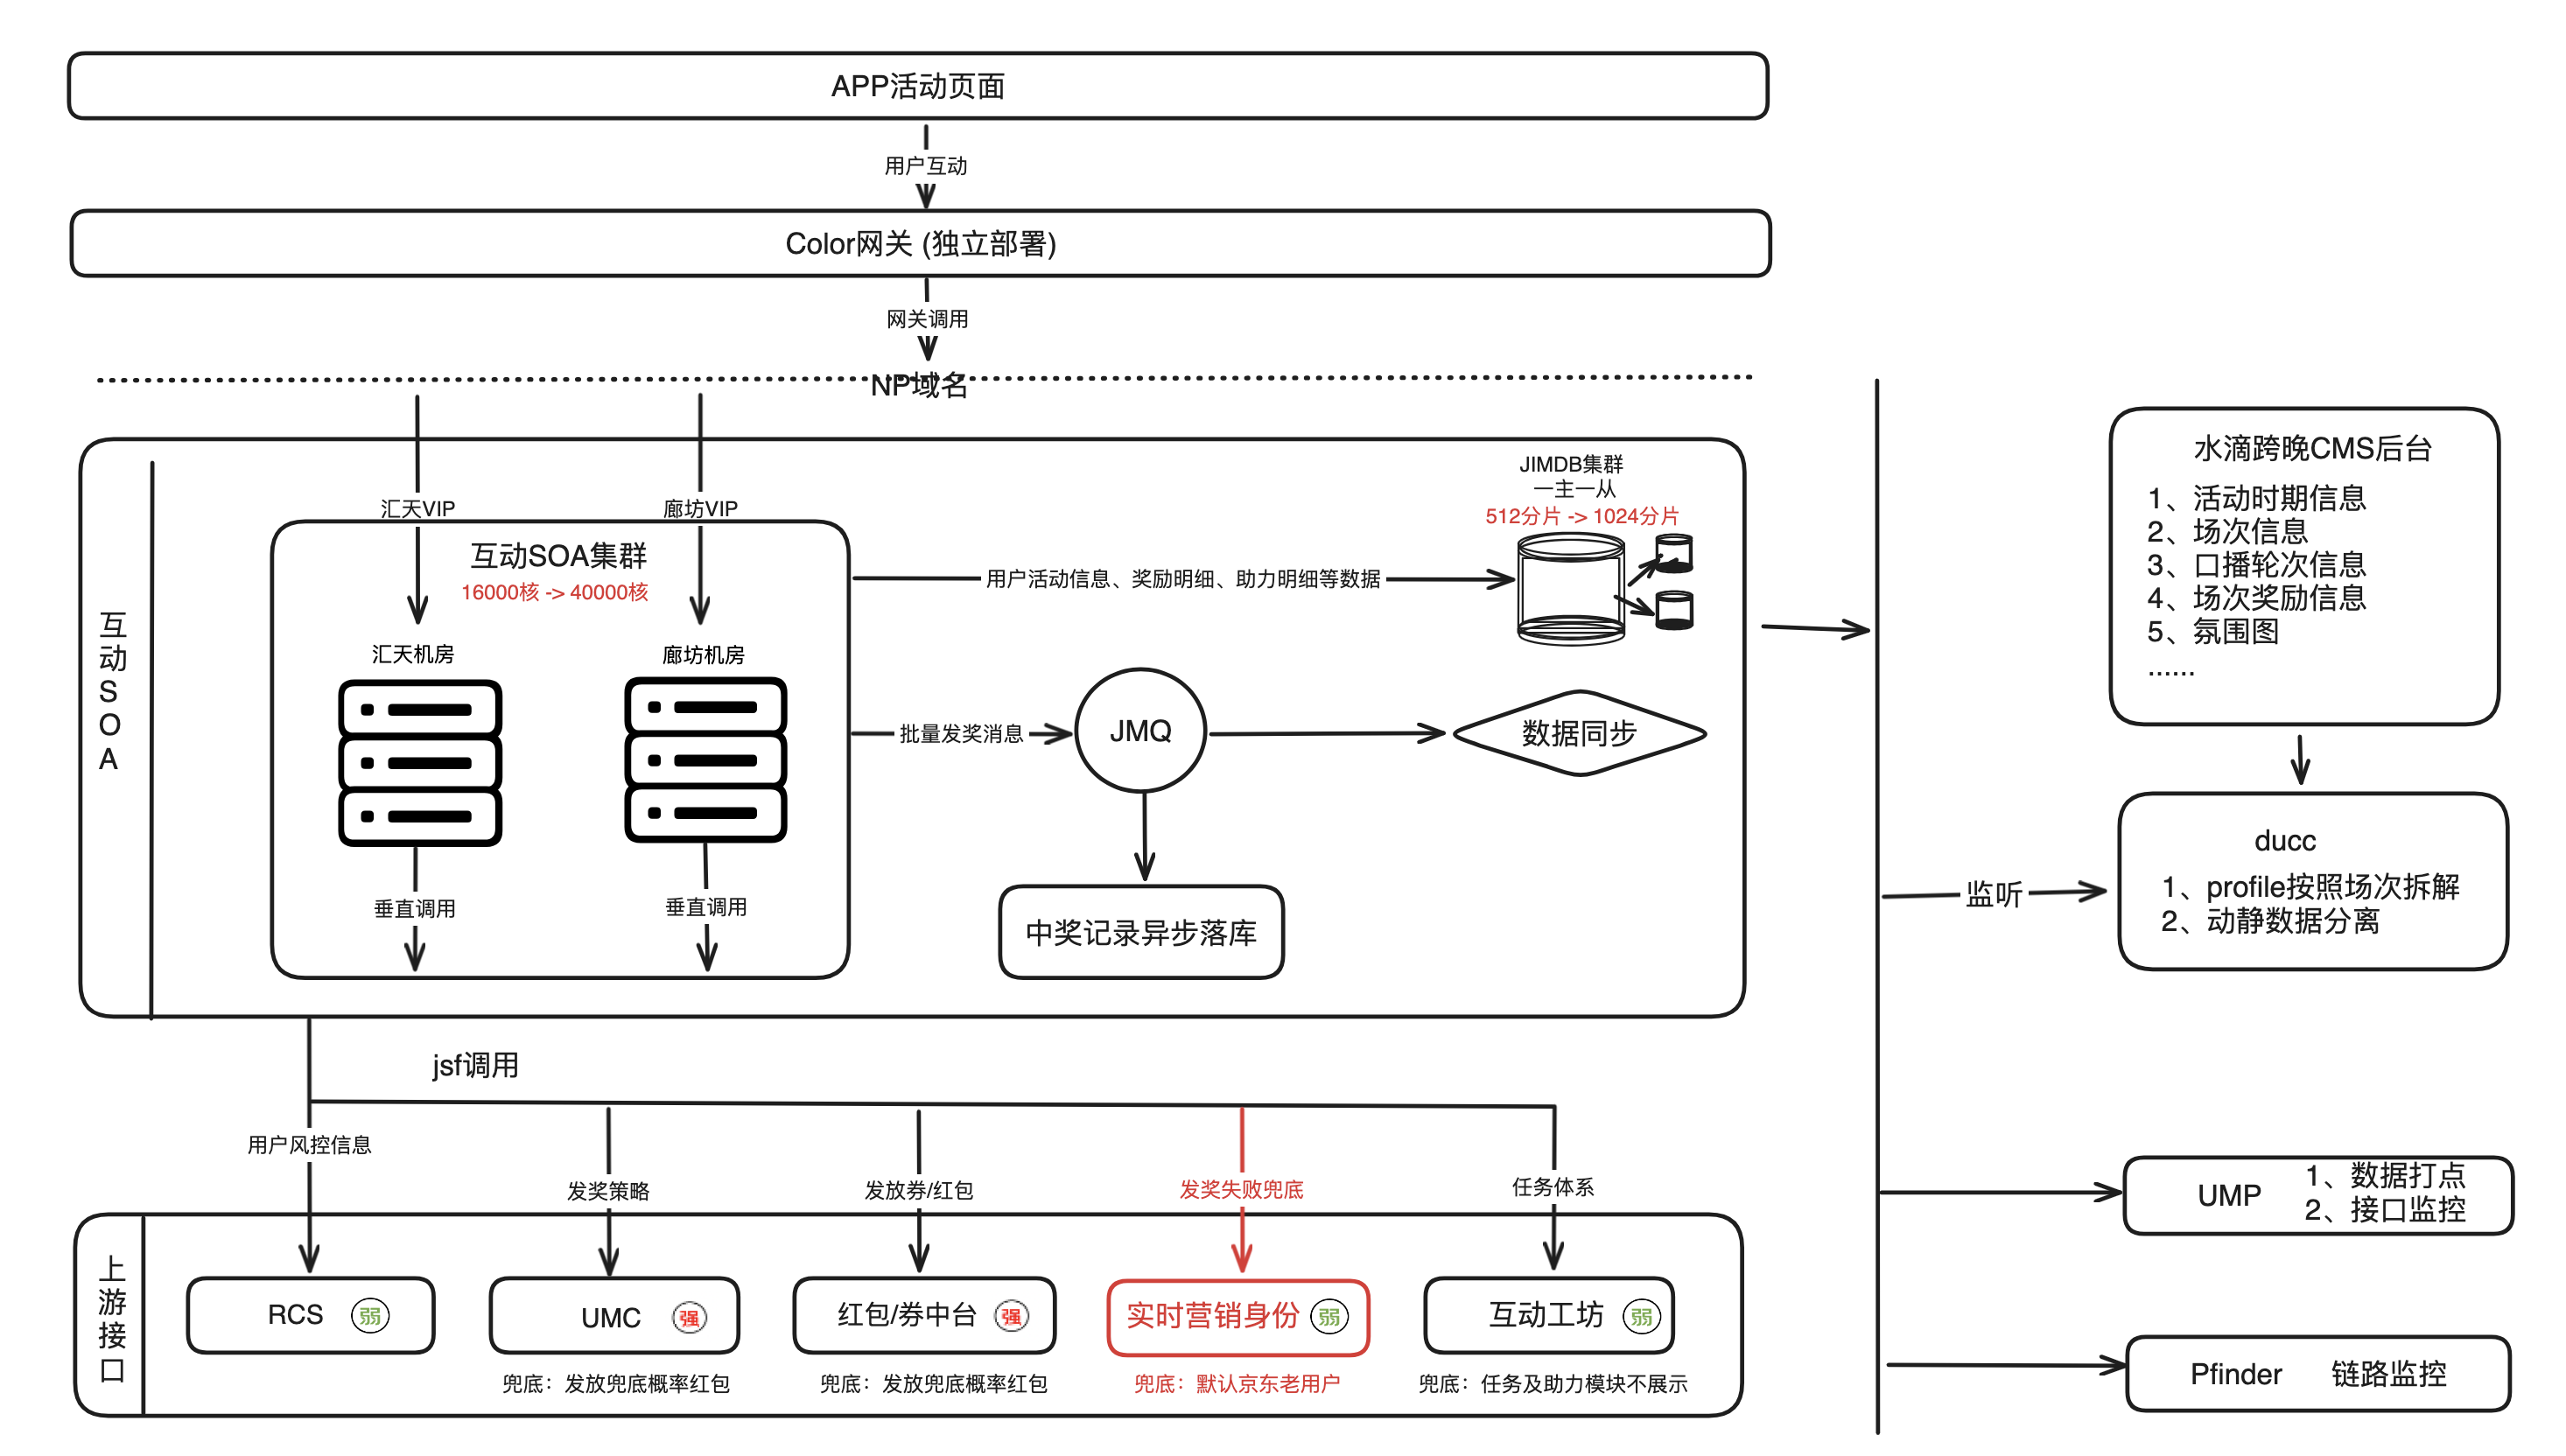 APP活动页面
用户互动
Color网关 (独立部署)
网关调用
NP域名
互
动
S
O
A
汇天VIP
廊坊VIP
互动SOA集群
16000核 -> 40000核
汇天机房
廊坊机房
垂直调用
垂直调用
用户活动信息、奖励明细、助力明细等数据
JIMDB集群
一主一从
512分片 -> 1024分片
批量发奖消息
JMQ
数据同步
中奖记录异步落库
jsf调用
用户风控信息
发奖策略
发放券/红包
发奖失败兜底
任务体系
上
游
接
口
RCS 弱
UMC 强
红包/券中台 强
实时营销身份 弱
互动工坊 弱
兜底：发放兜底概率红包
兜底：发放兜底概率红包
兜底：默认京东老用户
兜底：任务及助力模块不展示
水滴跨晚CMS后台
1、活动时期信息
2、场次信息
3、口播轮次信息
4、场次奖励信息
5、氛围图
......
监听
ducc
1、profile按照场次拆解
2、动静数据分离
UMP
1、数据打点
2、接口监控
Pfinder 链路监控